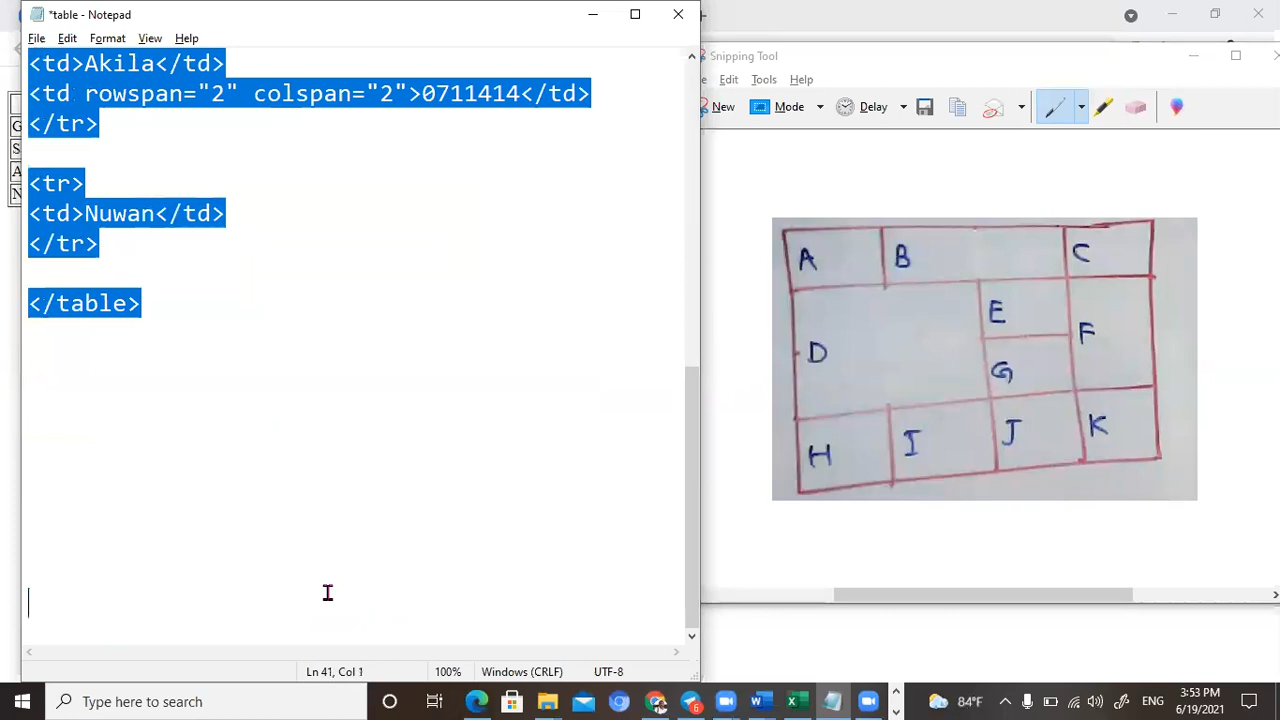 *table - Notepad
File Edit Format View Help
<td>Akila</td>
<td rowspan="2" colspan="2">0711414</td>
</tr>
<tr>
<td>Nuwan</td>
</tr>
</table>
Ln 41, Col 1 100% Windows (CRLF) UTF-8
Snipping Tool
Edit Tools Help
New Mode Delay
A B C
D E F
G
H I J K
G
S
A
N
Type here to search
6
84°F ENG 3:53 PM
6/19/2021